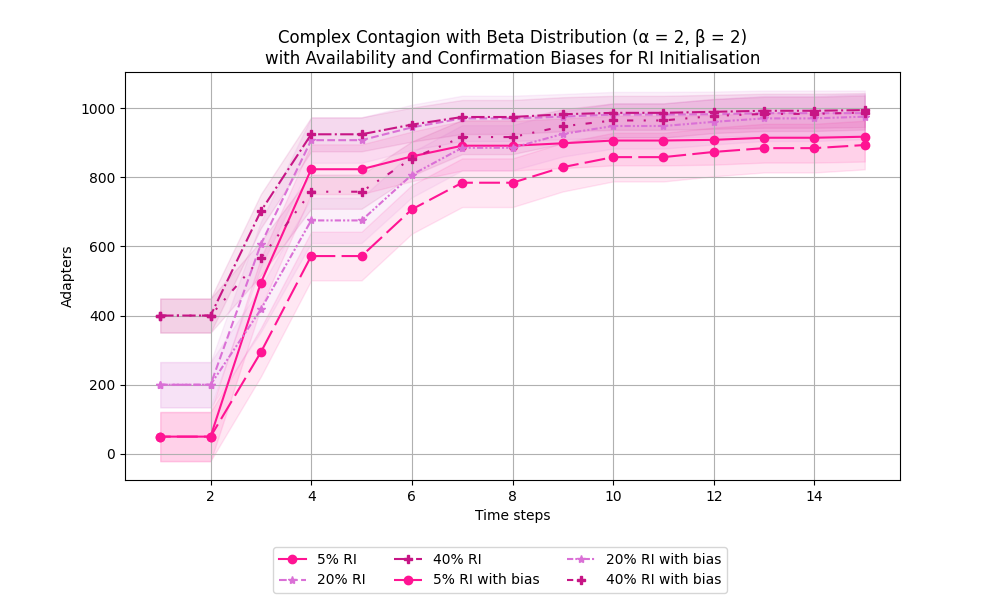 Complex Contagion with Beta Distribution (α = 2, β = 2)
with Availability and Confirmation Biases for RI Initialisation
1000
800
600
400
200
0
Adapters
2 4 6 8 10 12 14
Time steps
5% RI 40% RI 20% RI with bias
20% RI 5% RI with bias 40% RI with bias